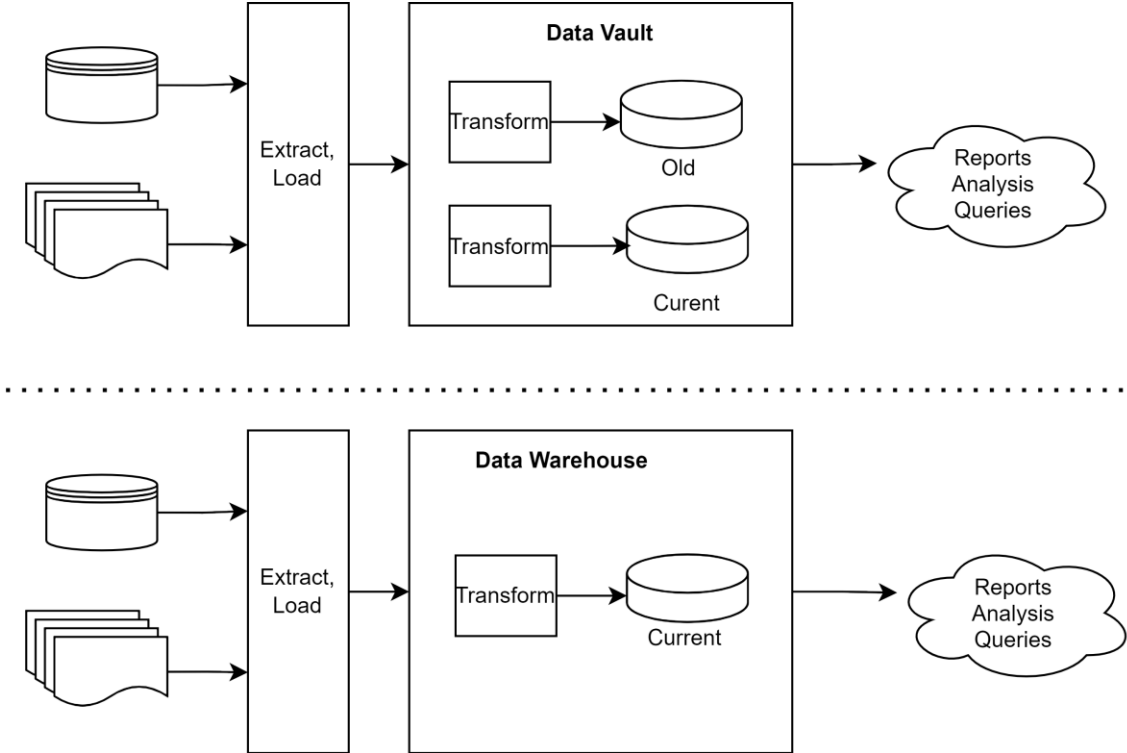 Data Vault
Transform
Old
Extract,
Load
Reports
Analysis
Queries
Transform
Curent
Data Warehouse
Extract,
Load
Transform
Current
Reports
Analysis
Queries